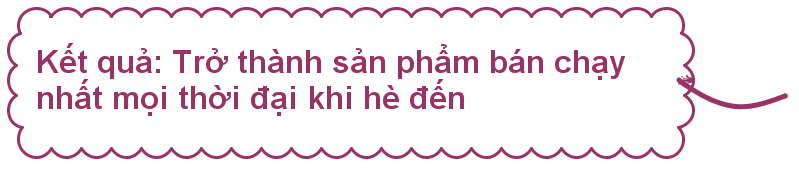 Kết quả: Trở thành sản phẩm bán chạy
nhất mọi thời đại khi hè đến